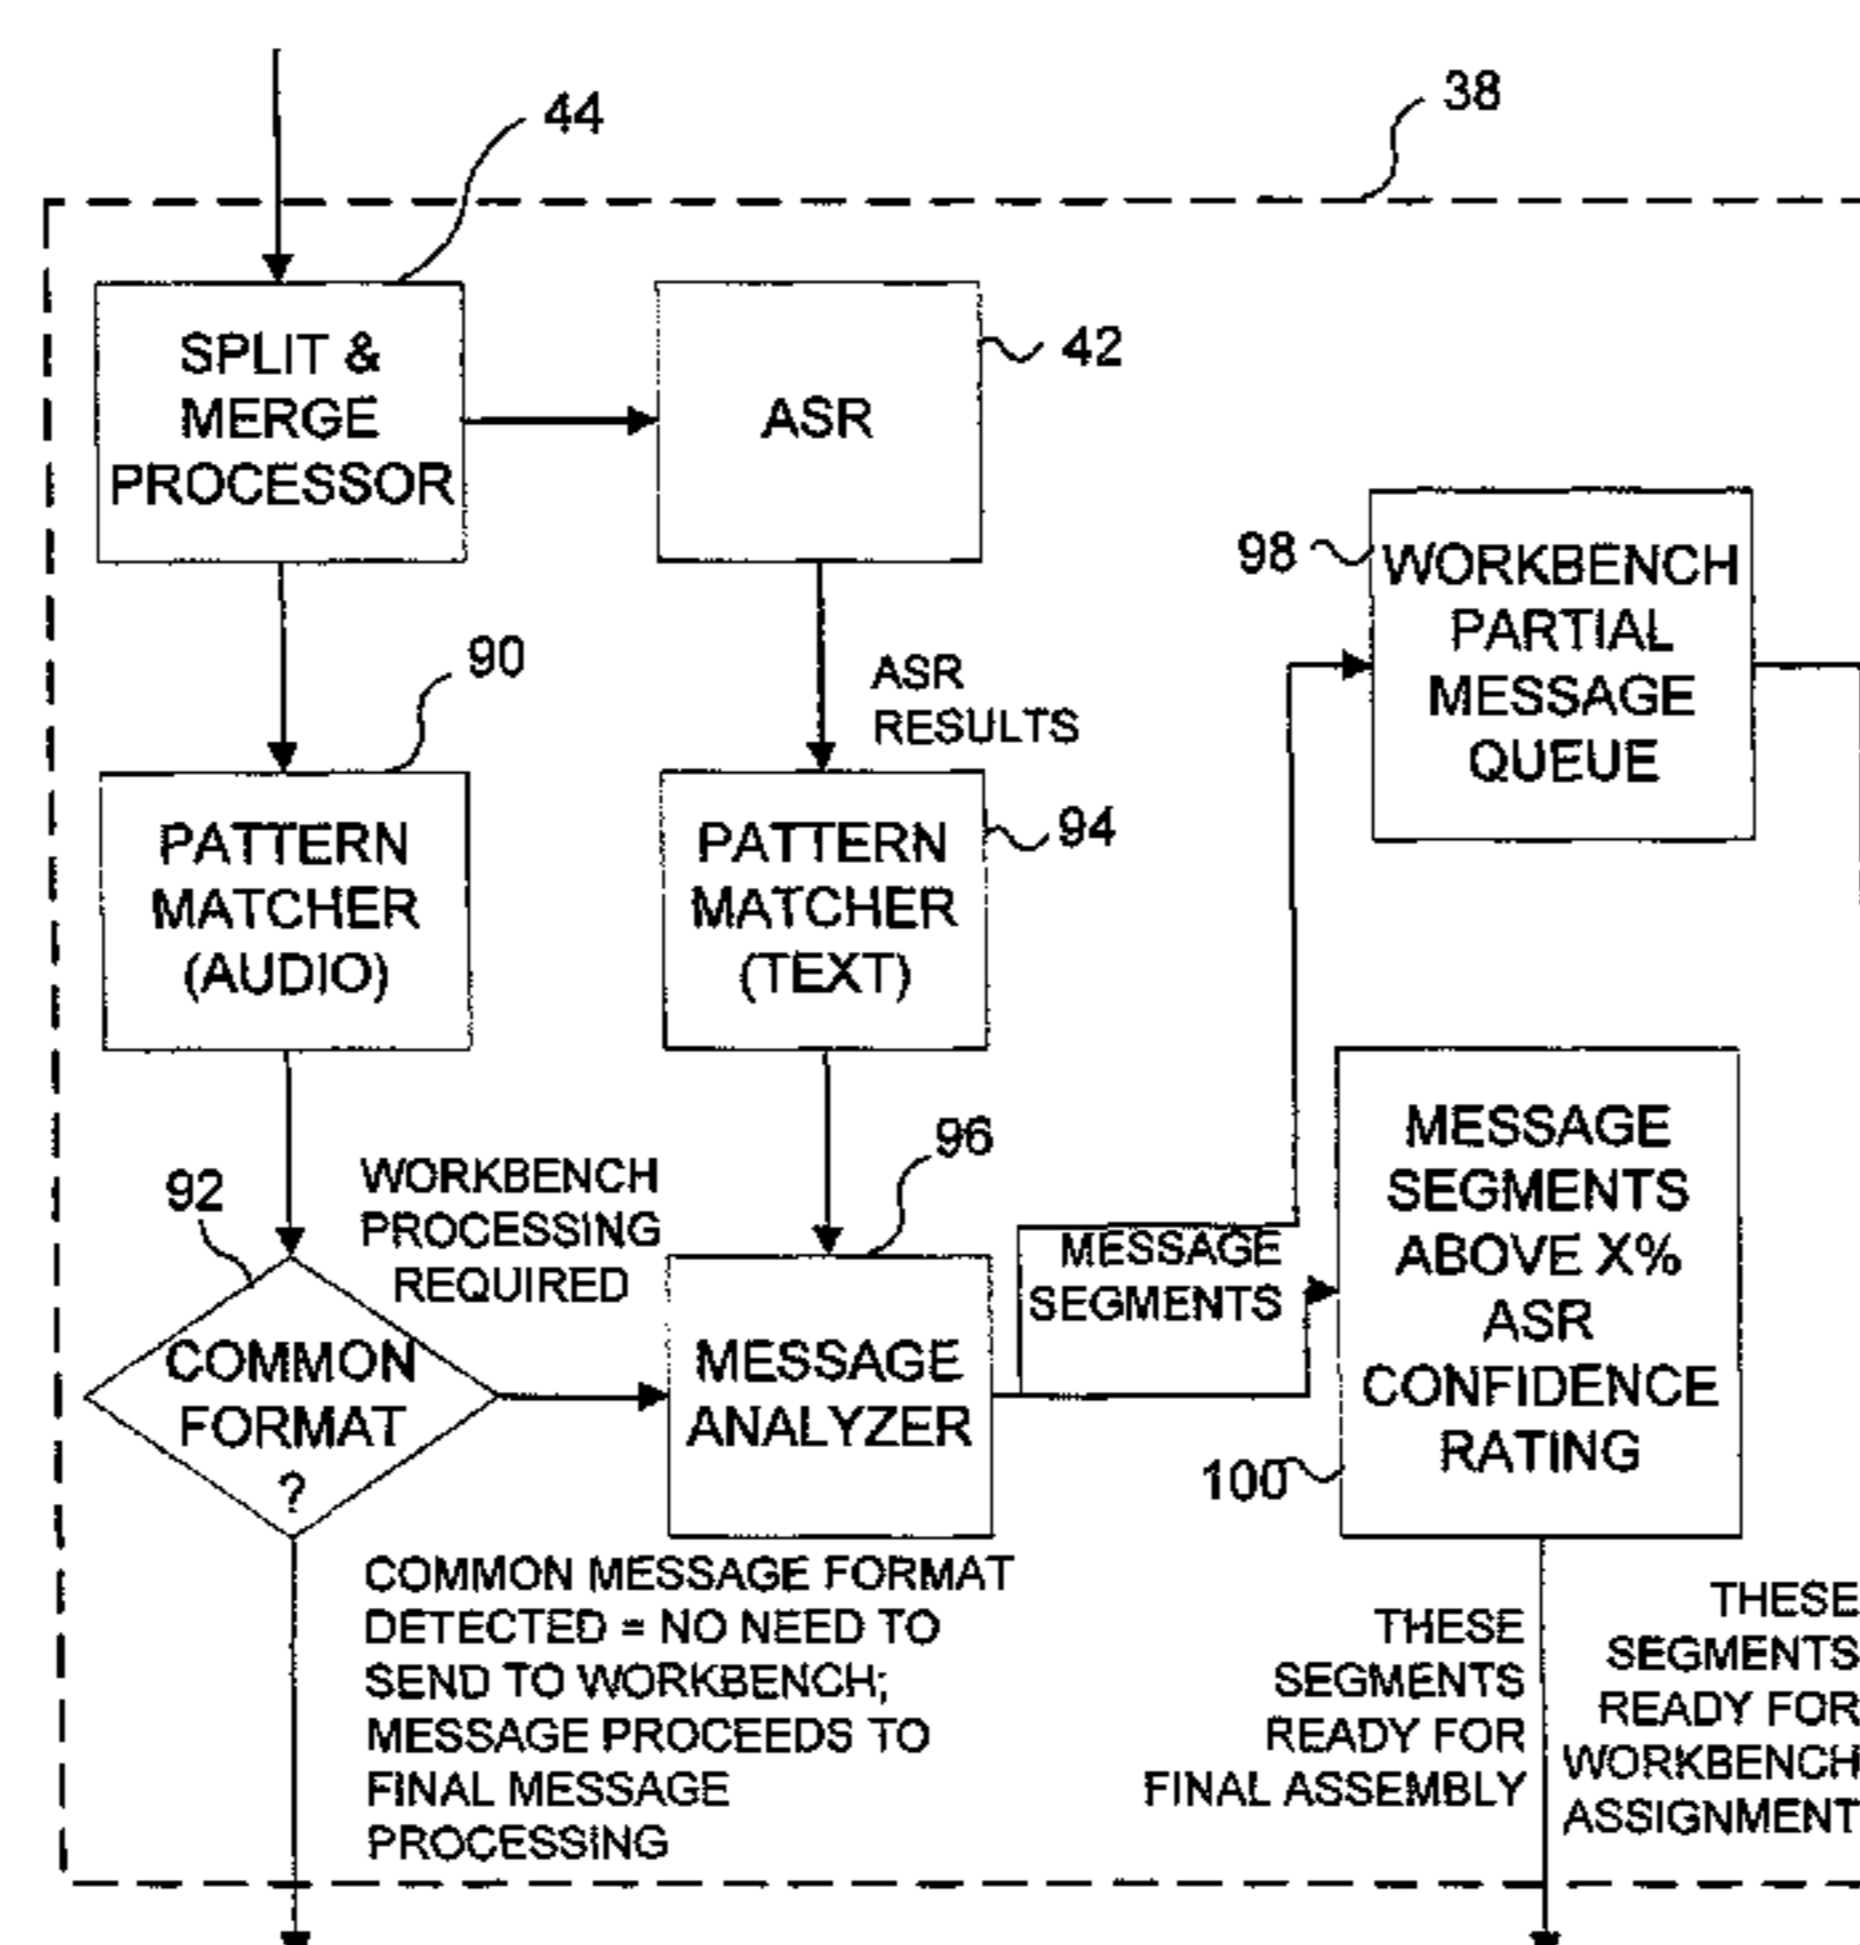 38
44
SPLIT &
MERGE
PROCESSOR
ASR
42
98
WORKBENCH
PARTIAL
MESSAGE
QUEUE
90
ASR
RESULTS
PATTERN
MATCHER
(AUDIO)
PATTERN
MATCHER
(TEXT)
94
92
WORKBENCH
PROCESSING
REQUIRED
96
COMMON
FORMAT
?
MESSAGE
ANALYZER
MESSAGE
SEGMENTS
MESSAGE
SEGMENTS
ABOVE X%
ASR
CONFIDENCE
RATING
100
COMMON MESSAGE FORMAT
DETECTED = NO NEED TO
SEND TO WORKBENCH;
MESSAGE PROCEEDS TO
FINAL MESSAGE
PROCESSING
THESE
SEGMENTS
READY FOR
FINAL ASSEMBLY
THESE
SEGMENTS
READY FOR
WORKBENCH
ASSIGNMENT